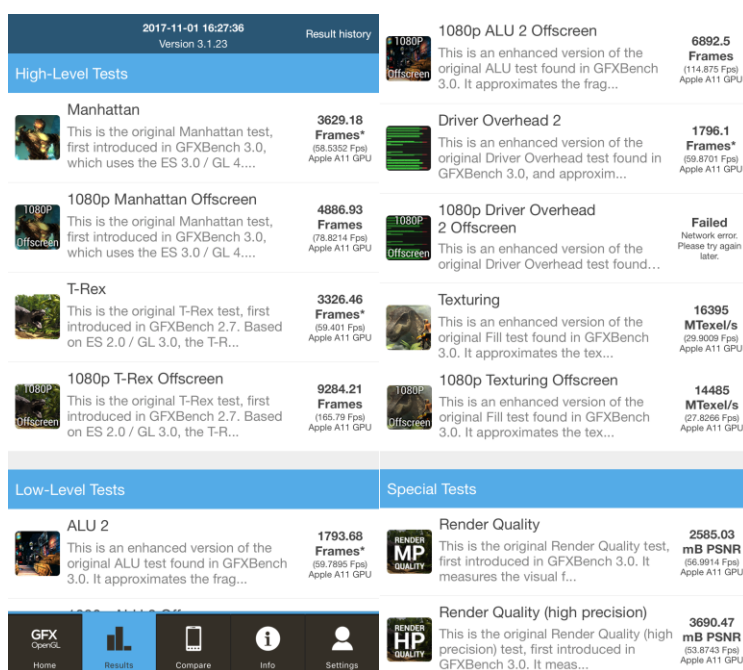 2017-11-01 16:27:36
Version 3.1.23
Result history
High-Level Tests
Manhattan
This is the original Manhattan test,
first introduced in GFXBench 3.0,
which uses the ES 3.0 / GL 4....
3629.18
Frames*
(58.5352 Fps)
Apple A11 GPU
1080P
Offscreen
1080p Manhattan Offscreen
This is the original Manhattan test,
first introduced in GFXBench 3.0,
which uses the ES 3.0 / GL 4....
4886.93
Frames
(78.8214 Fps)
Apple A11 GPU
T-Rex
This is the original T-Rex test, first
introduced in GFXBench 2.7. Based
on ES 2.0 / GL 3.0, the T-R...
3326.46
Frames*
(59.401 Fps)
Apple A11 GPU
1080P
Offscreen
1080p T-Rex Offscreen
This is the original T-Rex test, first
introduced in GFXBench 2.7. Based
on ES 2.0 / GL 3.0, the T-R...
9284.21
Frames
(165.79 Fps)
Apple A11 GPU
Low-Level Tests
ALU 2
This is an enhanced version of the
original ALU test found in GFXBench
3.0. It approximates the frag...
1793.68
Frames*
(59.7895 Fps)
Apple A11 GPU
GFX
OpenGL
Home
Results
Compare
Info
Settings
1080P
Offscreen
1080p ALU 2 Offscreen
This is an enhanced version of the
original ALU test found in GFXBench
3.0. It approximates the frag...
6892.5
Frames
(114.875 Fps)
Apple A11 GPU
Driver Overhead 2
This is an enhanced version of the
original Driver Overhead test found in
GFXBench 3.0, and approxim...
1796.1
Frames*
(59.8701 Fps)
Apple A11 GPU
1080P
Offscreen
1080p Driver Overhead
2 Offscreen
This is an enhanced version of the
original Driver Overhead test found...
Failed
Network error.
Please try again
later.
Texturing
This is an enhanced version of the
original Fill test found in GFXBench
3.0. It approximates the tex...
16395
MTexel/s
(29.9009 Fps)
Apple A11 GPU
1080P
Offscreen
1080p Texturing Offscreen
This is an enhanced version of the
original Fill test found in GFXBench
3.0. It approximates the tex...
14485
MTexel/s
(27.8266 Fps)
Apple A11 GPU
Special Tests
RENDER
MP
QUALITY
Render Quality
This is the original Render Quality test,
first introduced in GFXBench 3.0. It
measures the visual f...
2585.03
mB PSNR
(56.9914 Fps)
Apple A11 GPU
RENDER
HP
QUALITY
Render Quality (high precision)
This is the original Render Quality (high
precision) test, first introduced in
GFXBench 3.0. It meas...
3690.47
mB PSNR
(53.8743 Fps)
Apple A11 GPU